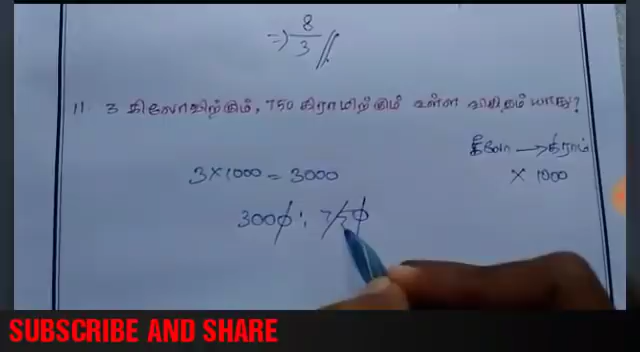 =) 8/3 //
11. 3 கிலோவிற்கும், 750 கிராமிற்கும் உள்ள விகிதம் யாது?
கிலோ → கிராம்
3 x 1000 = 3000
x 1000
3000 : 750
SUBSCRIBE AND SHARE